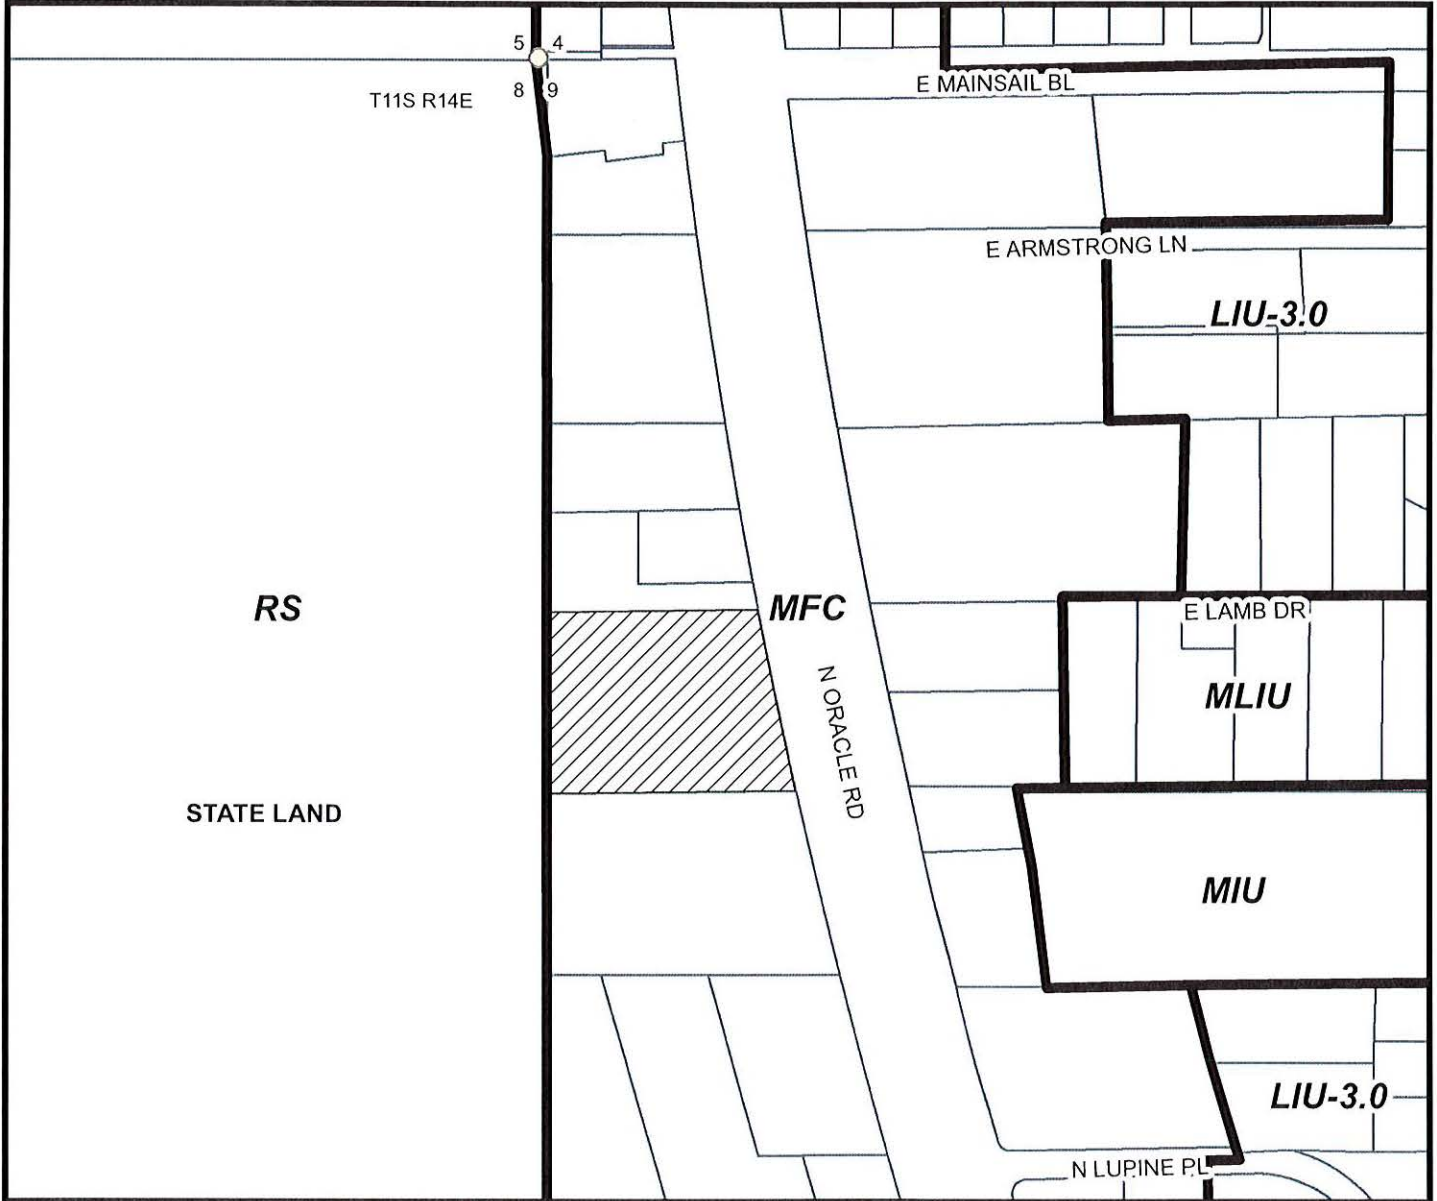 5 4
8 9
T11S R14E
E MAINSAIL BL
E ARMSTRONG LN
LIU-3.0
RS
MFC
E LAMB DR
N ORACLE RD
MLIU
STATE LAND
MIU
LIU-3.0
N LUPINE PL